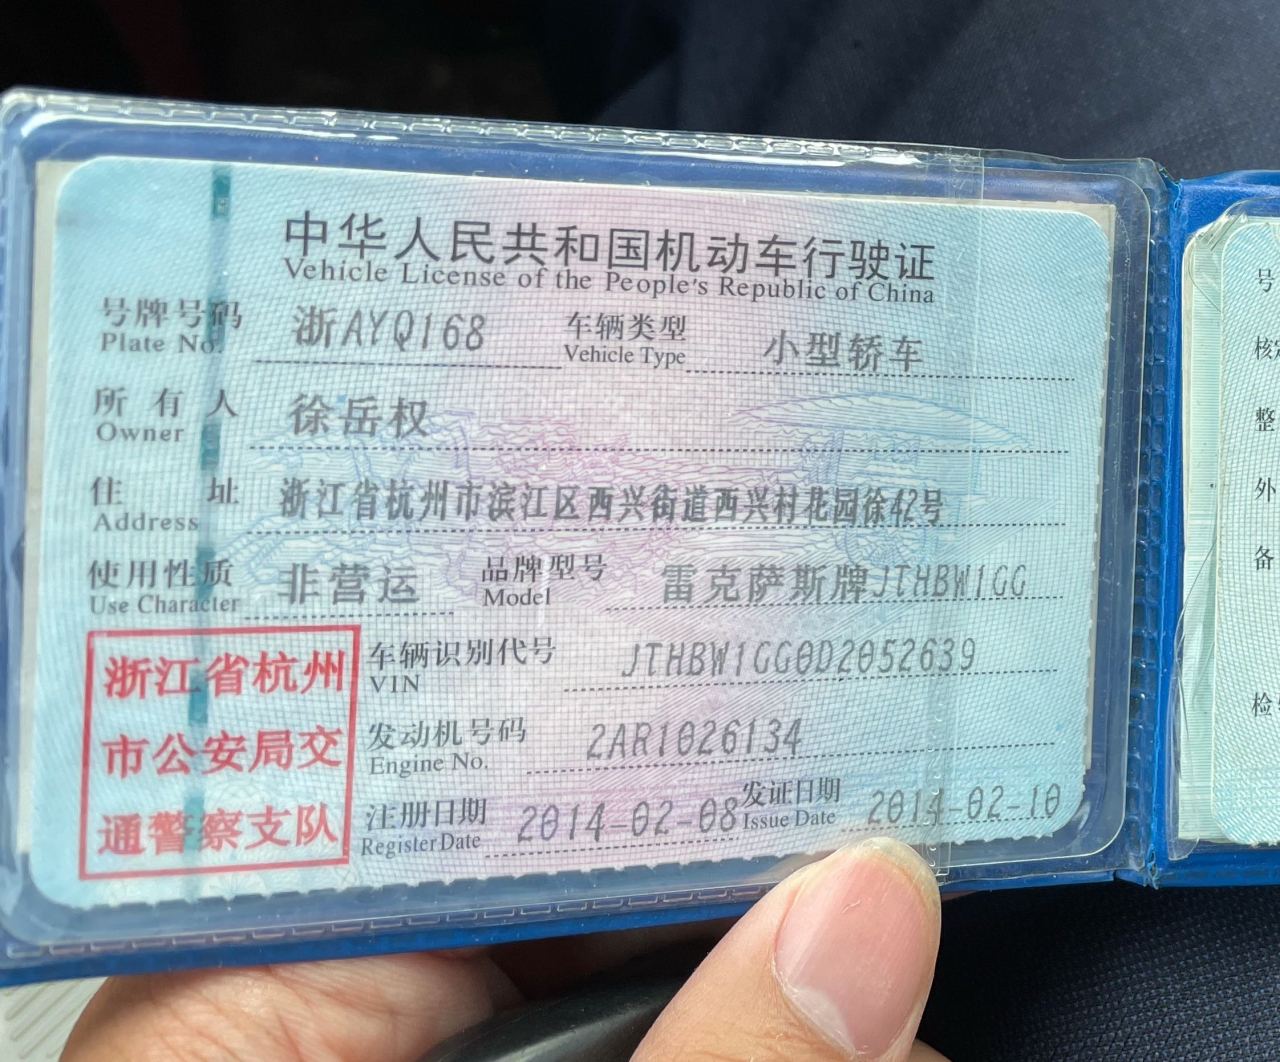 中华人民共和国机动车行驶证
Vehicle License of the People's Republic of China
号牌号码 浙AYQ168 车辆类型 小型轿车
Plate No. Vehicle Type
所有人 徐岳权
Owner
住址 浙江省杭州市滨江区西兴街道西兴村花园徐42号
Address
使用性质 非营运 品牌型号 雷克萨斯牌JTHBW1GG
Use Character Model
浙江省杭州
市公安局交
通警察支队
车辆识别代号 JTHBW1GG0D2052639
VIN
发动机号码 2AR1026134
Engine No.
注册日期 2014-02-08 发证日期 2014-02-10
Register Date Issue Date
号
核
整
外
备
检